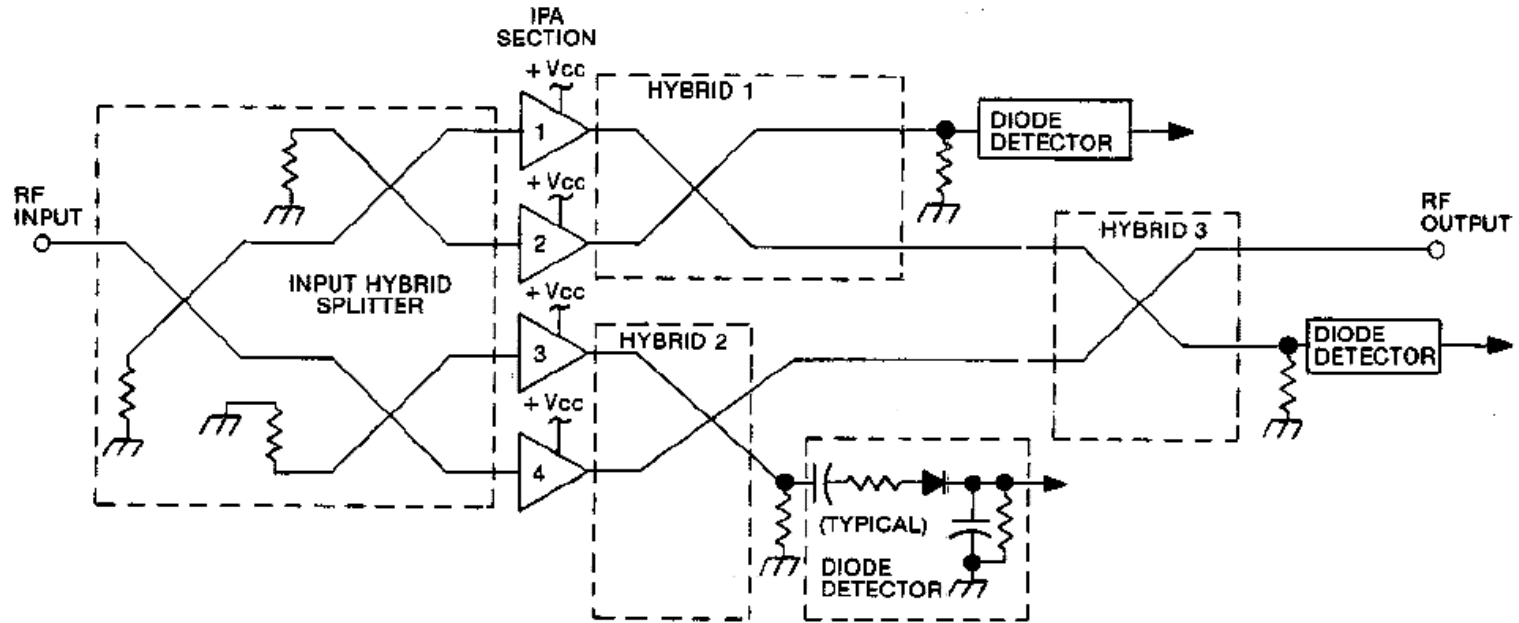 IPA
SECTION
+ Vcc
HYBRID 1
1
DIODE
DETECTOR
+ Vcc
2
RF
INPUT
INPUT HYBRID
SPLITTER
RF
OUTPUT
HYBRID 3
+ Vcc
3
HYBRID 2
DIODE
DETECTOR
+ Vcc
4
(TYPICAL)
DIODE
DETECTOR